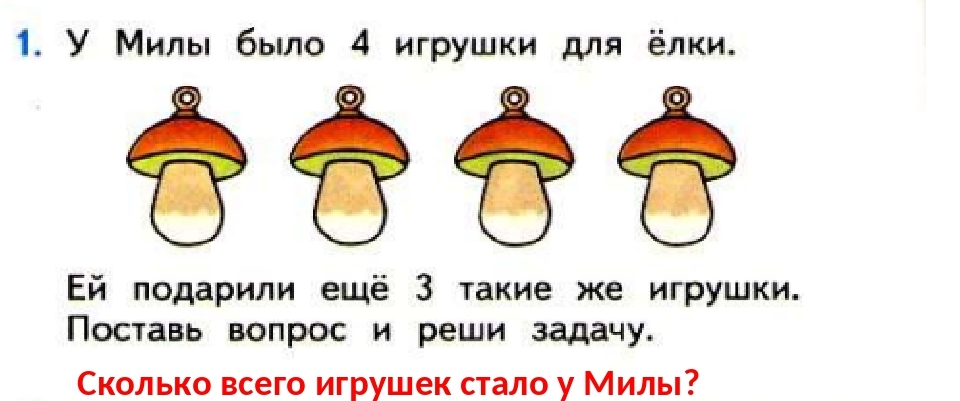 1. У Милы было 4 игрушки для ёлки.
Ей подарили ещё 3 такие же игрушки.
Поставь вопрос и реши задачу.
Сколько всего игрушек стало у Милы?